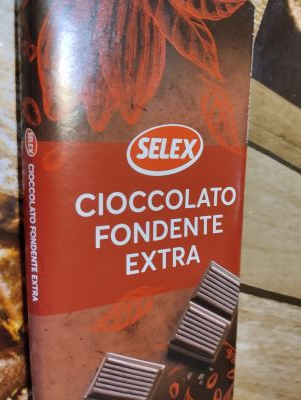 SELEX
CIOCCOLATO
FONDENTE
EXTRA
SELEX CIOCCOLATO FONDENTE EXTRA